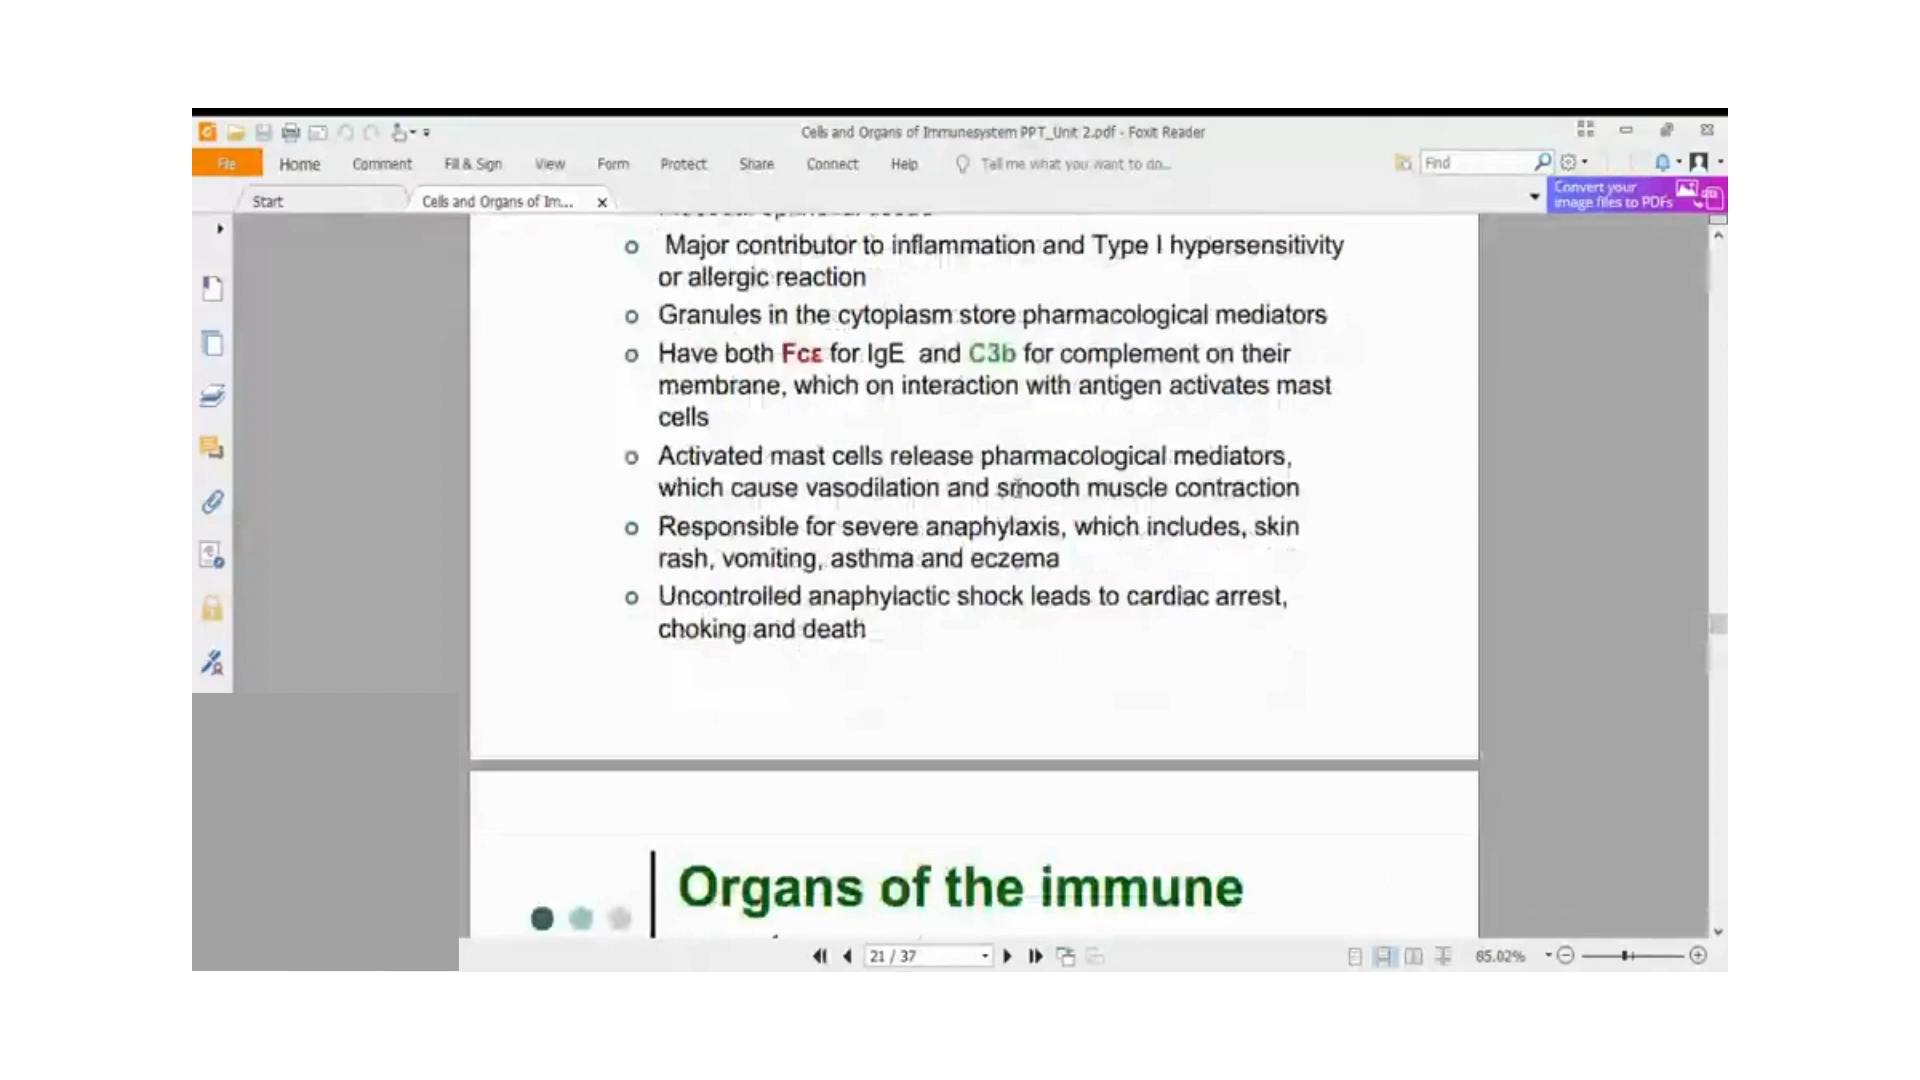 Cells and Organs of Immunesystem PPT_Unit 2.pdf - Foxit Reader
File Home Comment Fill & Sign View Form Protect Share Connect Help Tell me what you want to do... Find
Start Cells and Organs of Im... Convert your
image files to PDFs
o Major contributor to inflammation and Type I hypersensitivity
or allergic reaction
o Granules in the cytoplasm store pharmacological mediators
o Have both Fcε for IgE and C3b for complement on their
membrane, which on interaction with antigen activates mast
cells
o Activated mast cells release pharmacological mediators,
which cause vasodilation and smooth muscle contraction
o Responsible for severe anaphylaxis, which includes, skin
rash, vomiting, asthma and eczema
o Uncontrolled anaphylactic shock leads to cardiac arrest,
choking and death
Organs of the immune
21 / 37 85.02%